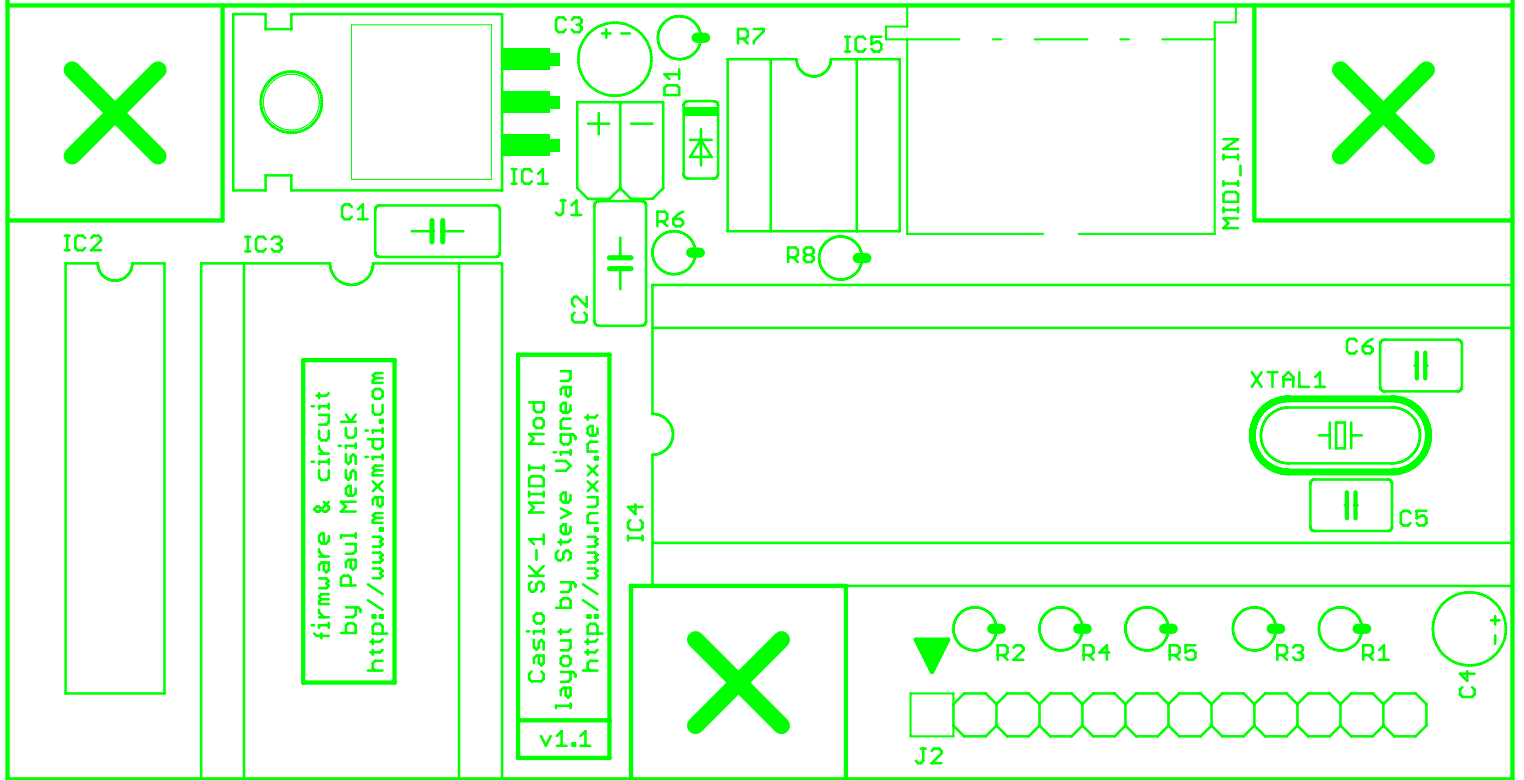 C3
R7
IC5
D1
+ -
+ -
IC1
MIDI_IN
J1
C1
R6
IC2
IC3
R8
C2
C6
XTAL1
firmware & circuit
by Paul Messick
http://www.maxmidi.com
Casio SK-1 MIDI Mod
layout by Steve Vigneau
http://www.nuxx.net
v1.1
IC4
C5
R2
R4
R5
R3
R1
+ -
C4
J2